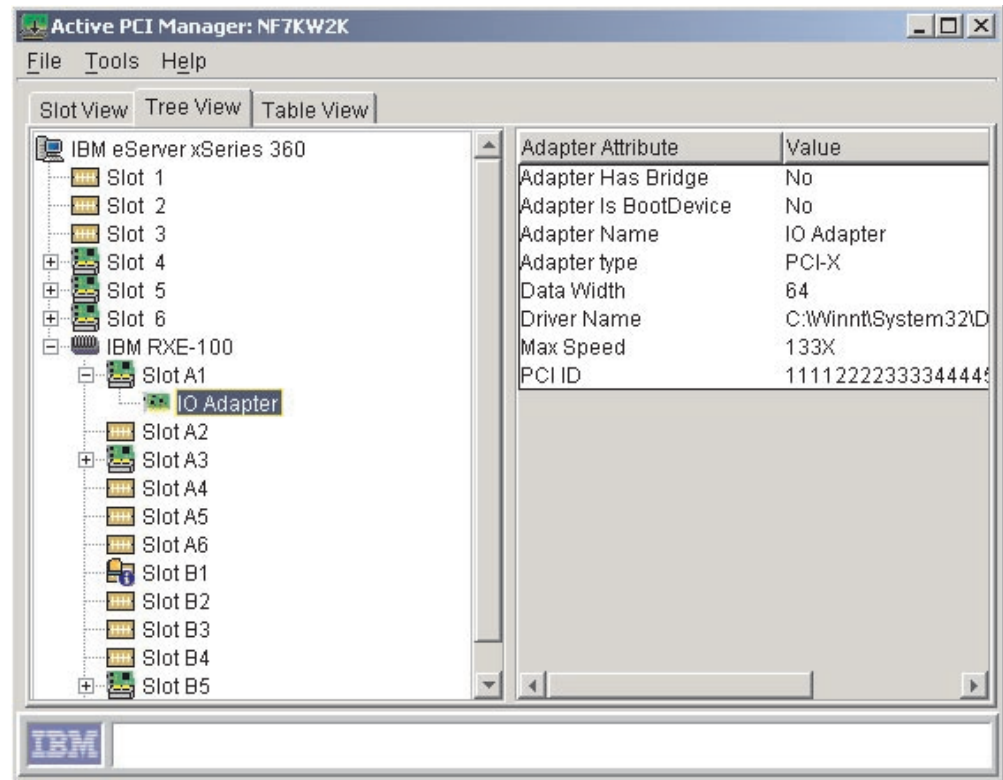 Active PCI Manager: NF7KW2K
File Tools Help
Slot View Tree View Table View
IBM eServer xSeries 360
Slot 1
Slot 2
Slot 3
Slot 4
Slot 5
Slot 6
IBM RXE-100
Slot A1
IO Adapter
Slot A2
Slot A3
Slot A4
Slot A5
Slot A6
Slot B1
Slot B2
Slot B3
Slot B4
Slot B5
Adapter Attribute Value
Adapter Has Bridge No
Adapter Is BootDevice No
Adapter Name IO Adapter
Adapter type PCI-X
Data Width 64
Driver Name C:\Winnt\System32\D
Max Speed 133X
PCI ID 11112222333344445
IBM